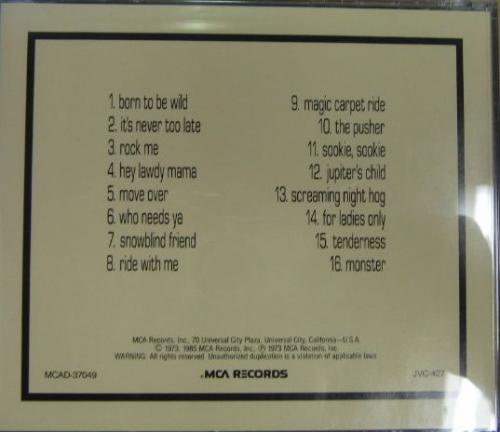 1. born to be wild
2. it's never too late
3. rock me
4. hey lawdy mama
5. move over
6. who needs ya
7. snowblind friend
8. ride with me
9. magic carpet ride
10. the pusher
11. sookie, sookie
12. jupiter's child
13. screaming night hog
14. for ladies only
15. tenderness
16. monster
MCA Records, Inc., 70 Universal City Plaza, Universal City, California—U.S.A.
© 1973. 1985 MCA Records, Inc. ℗ 1973 MCA Records, Inc.
WARNING: All rights reserved. Unauthorized duplication is a violation of applicable laws
MCAD-37049
MCA RECORDS
JVC-427